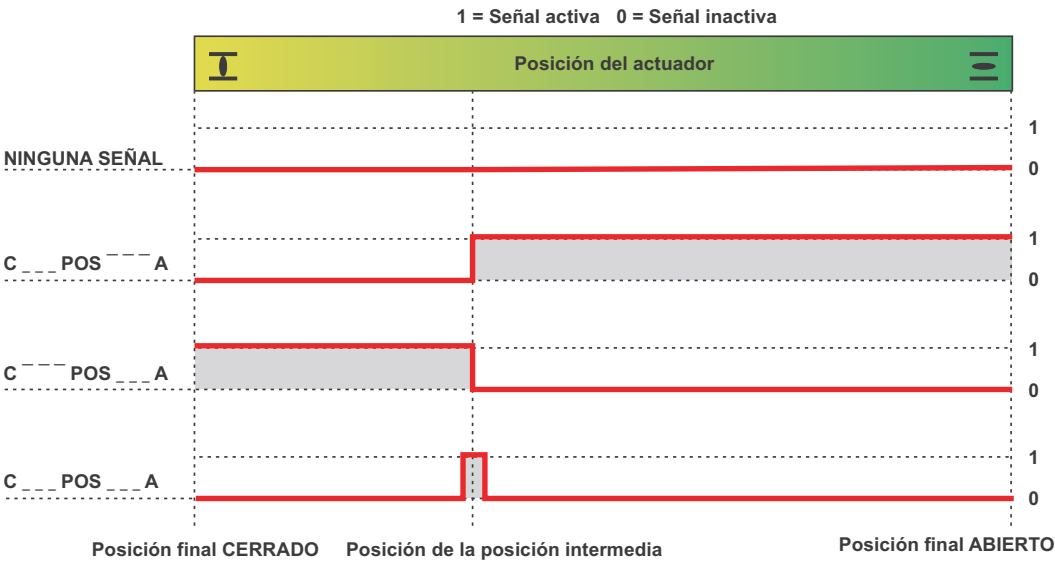 1 = Señal activa 0 = Señal inactiva
Posición del actuador
1
NINGUNA SEÑAL
0
1
C _ _ _ POS ¯ ¯ ¯ A
0
1
C ¯ ¯ ¯ POS _ _ _ A
0
1
C _ _ _ POS _ _ _ A
0
Posición final CERRADO
Posición de la posición intermedia
Posición final ABIERTO